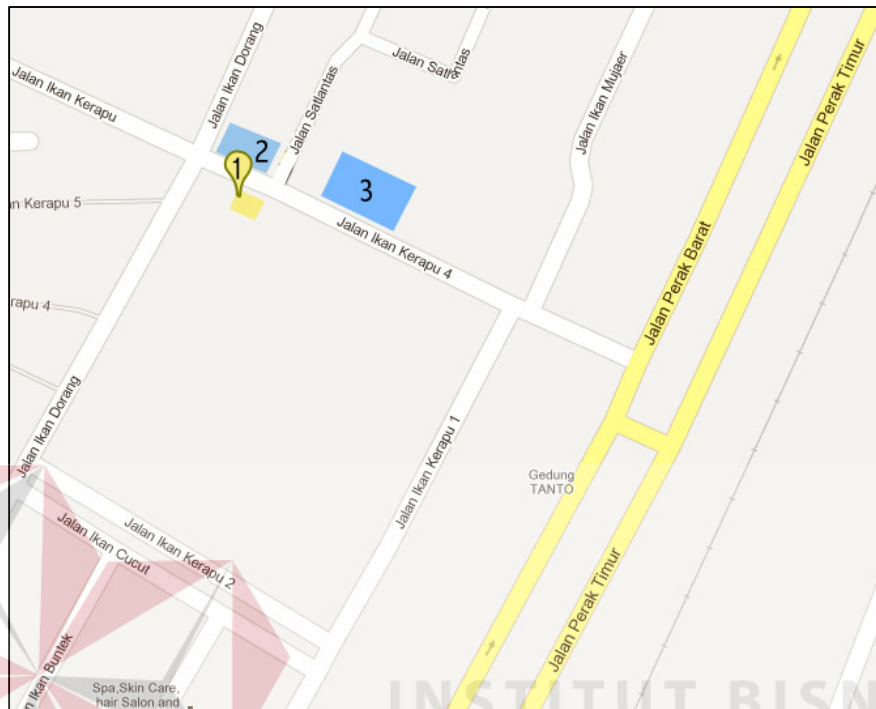 Jalan Ikan Kerapu
Jalan Ikan Dorang
Jalan Satlantas
Jalan Satlontas
Jalan Ikan Mujaer
Jalan Perak Timur
2
1
3
n Kerapu 5
Jalan Ikan Kerapu 4
Jalan Perak Barat
rapu 4
Jalan Ikan Dorang
Jalan Ikan Kerapu 1
Gedung
TANTO
Jalan Ikan Kerapu 2
Jalan Ikan Cucut
Jalan Perak Timur
n Ikan Buntek
Spa,Skin Care,
hair Salon and
INSTITUT BISN